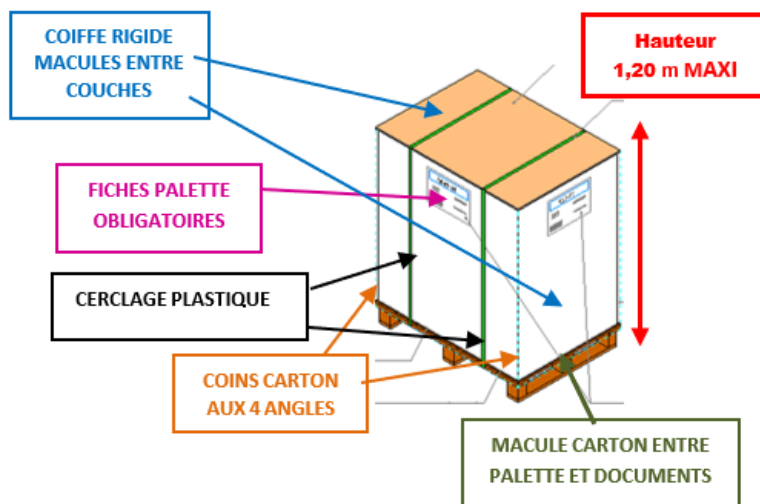 COIFFE RIGIDE
MACULES ENTRE
COUCHES
Hauteur
1,20 m MAXI
FICHES PALETTE
OBLIGATOIRES
CERCLAGE PLASTIQUE
COINS CARTON
AUX 4 ANGLES
MACULE CARTON ENTRE
PALETTE ET DOCUMENTS